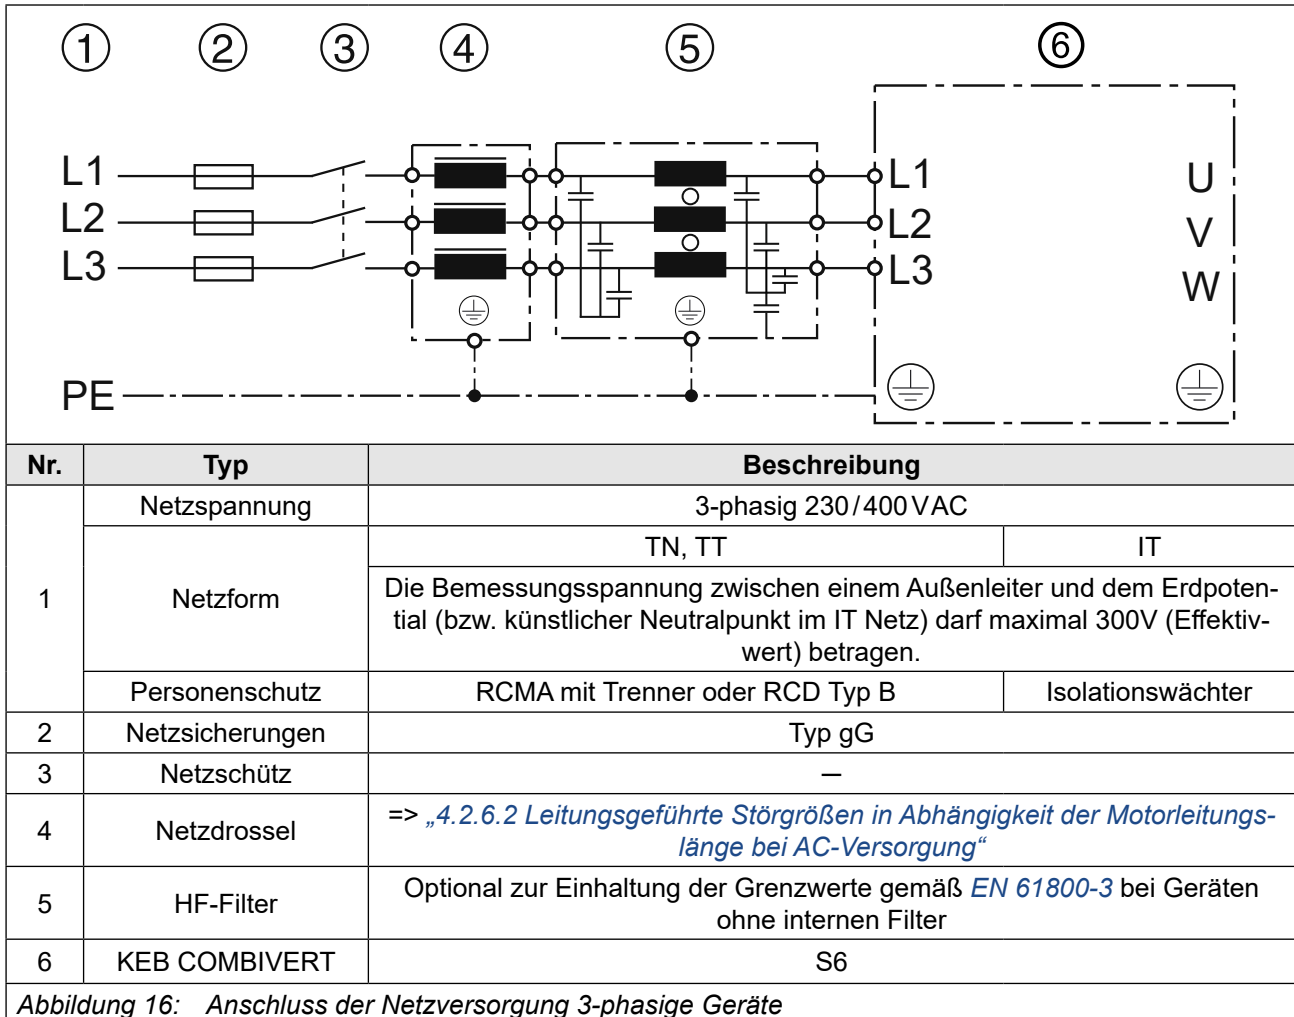 1 2 3 4 5 6
L1 L1 U
L2 L2 V
L3 L3 W
PE
Nr. Typ Beschreibung
1 Netzspannung 3-phasig 230/400 VAC
Netzform TN, TT IT
Die Bemessungsspannung zwischen einem Außenleiter und dem Erdpoten-
tial (bzw. künstlicher Neutralpunkt im IT Netz) darf maximal 300V (Effektiv-
wert) betragen.
Personenschutz RCMA mit Trenner oder RCD Typ B Isolationswächter
2 Netzsicherungen Typ gG
3 Netzschütz –
4 Netzdrossel => „4.2.6.2 Leitungsgeführte Störgrößen in Abhängigkeit der Motorleitungs-
länge bei AC-Versorgung“
5 HF-Filter Optional zur Einhaltung der Grenzwerte gemäß EN 61800-3 bei Geräten
ohne internen Filter
6 KEB COMBIVERT S6
Abbildung 16: Anschluss der Netzversorgung 3-phasige Geräte